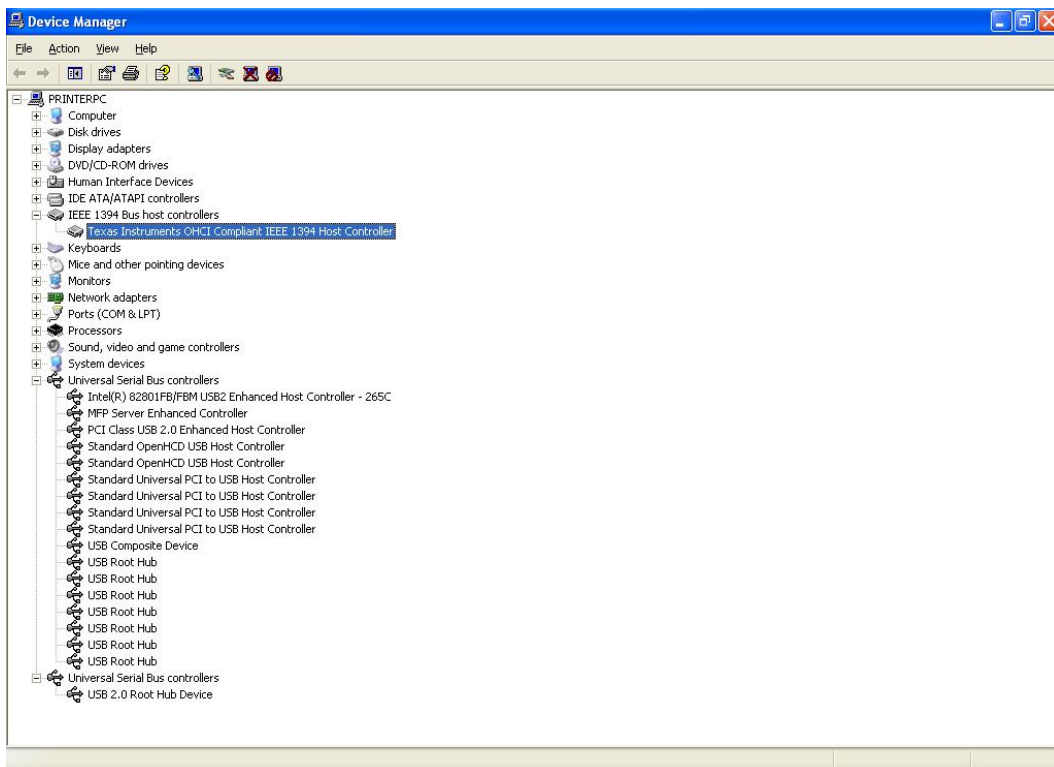 Device Manager
File Action View Help
PRINTERPC
Computer
Disk drives
Display adapters
DVD/CD-ROM drives
Human Interface Devices
IDE ATA/ATAPI controllers
IEEE 1394 Bus host controllers
Texas Instruments OHCI Compliant IEEE 1394 Host Controller
Keyboards
Mice and other pointing devices
Monitors
Network adapters
Ports (COM & LPT)
Processors
Sound, video and game controllers
System devices
Universal Serial Bus controllers
Intel(R) 82801FB/FBM USB2 Enhanced Host Controller - 265C
MFP Server Enhanced Controller
PCI Class USB 2.0 Enhanced Host Controller
Standard OpenHCD USB Host Controller
Standard OpenHCD USB Host Controller
Standard Universal PCI to USB Host Controller
Standard Universal PCI to USB Host Controller
Standard Universal PCI to USB Host Controller
Standard Universal PCI to USB Host Controller
USB Composite Device
USB Root Hub
USB Root Hub
USB Root Hub
USB Root Hub
USB Root Hub
USB Root Hub
USB Root Hub
Universal Serial Bus controllers
USB 2.0 Root Hub Device